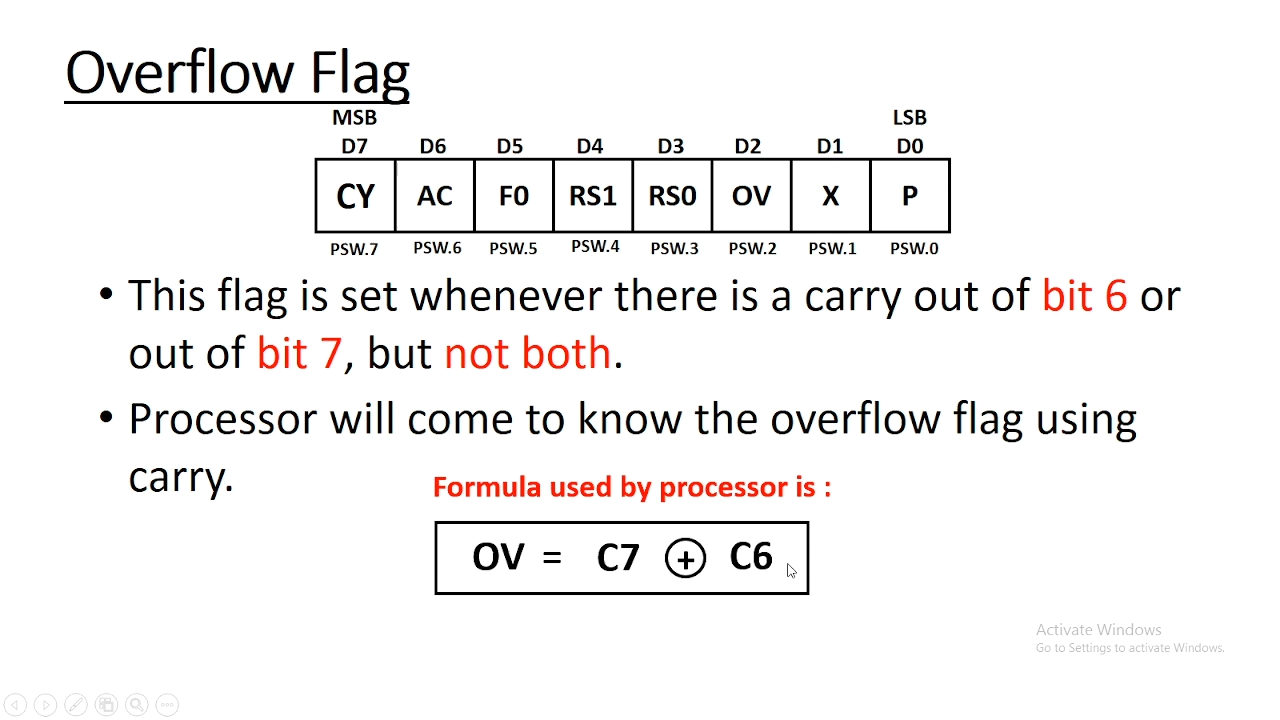 Overflow Flag
MSB LSB
D7 D6 D5 D4 D3 D2 D1 D0
CY AC F0 RS1 RS0 OV X P
PSW.7 PSW.6 PSW.5 PSW.4 PSW.3 PSW.2 PSW.1 PSW.0
• This flag is set whenever there is a carry out of bit 6 or
out of bit 7, but not both.
• Processor will come to know the overflow flag using
carry.
Formula used by processor is :
OV = C7 ⊕ C6
Activate Windows
Go to Settings to activate Windows.